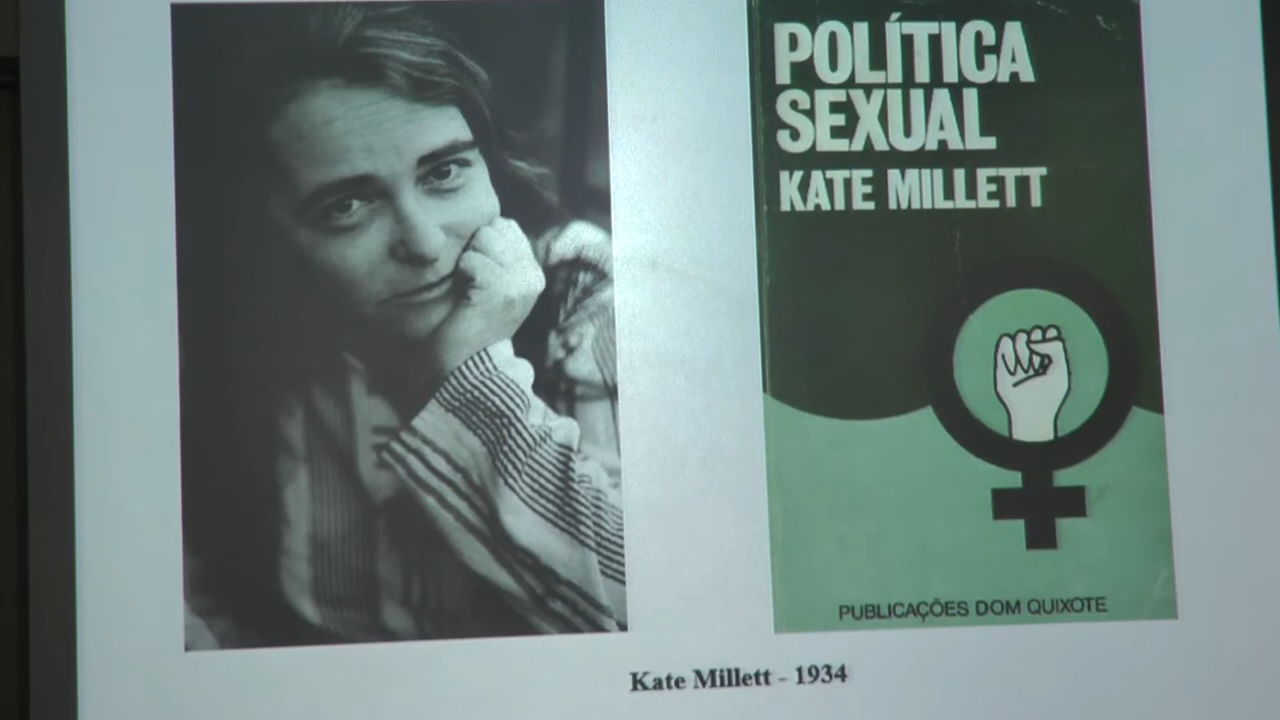 POLÍTICA
SEXUAL
KATE MILLETT
PUBLICAÇÕES DOM QUIXOTE
Kate Millett - 1934